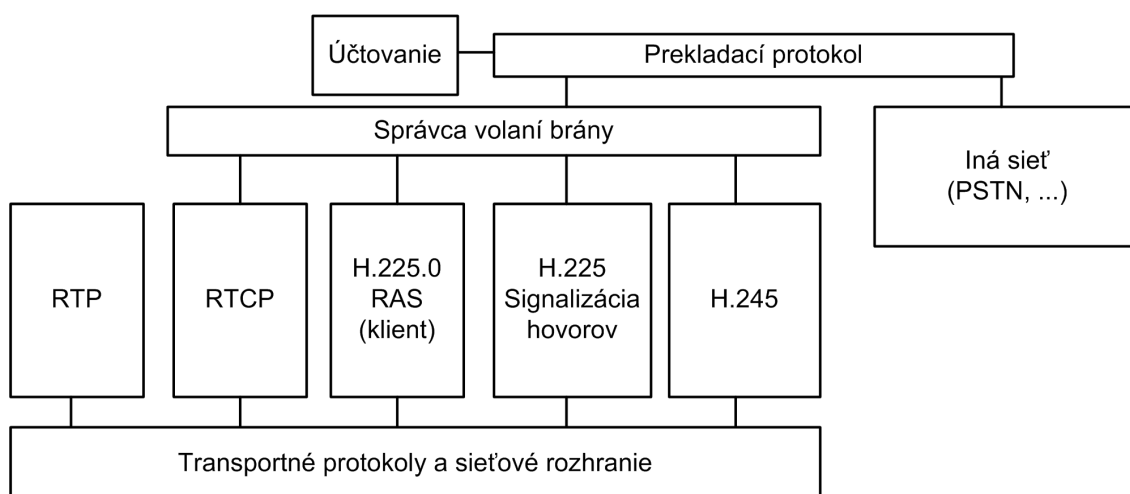 Účtovanie
Prekladací protokol
Správca volaní brány
Iná sieť
(PSTN, ...)
RTP
RTCP
H.225.0
RAS
(klient)
H.225
Signalizácia
hovorov
H.245
Transportné protokoly a sieťové rozhranie